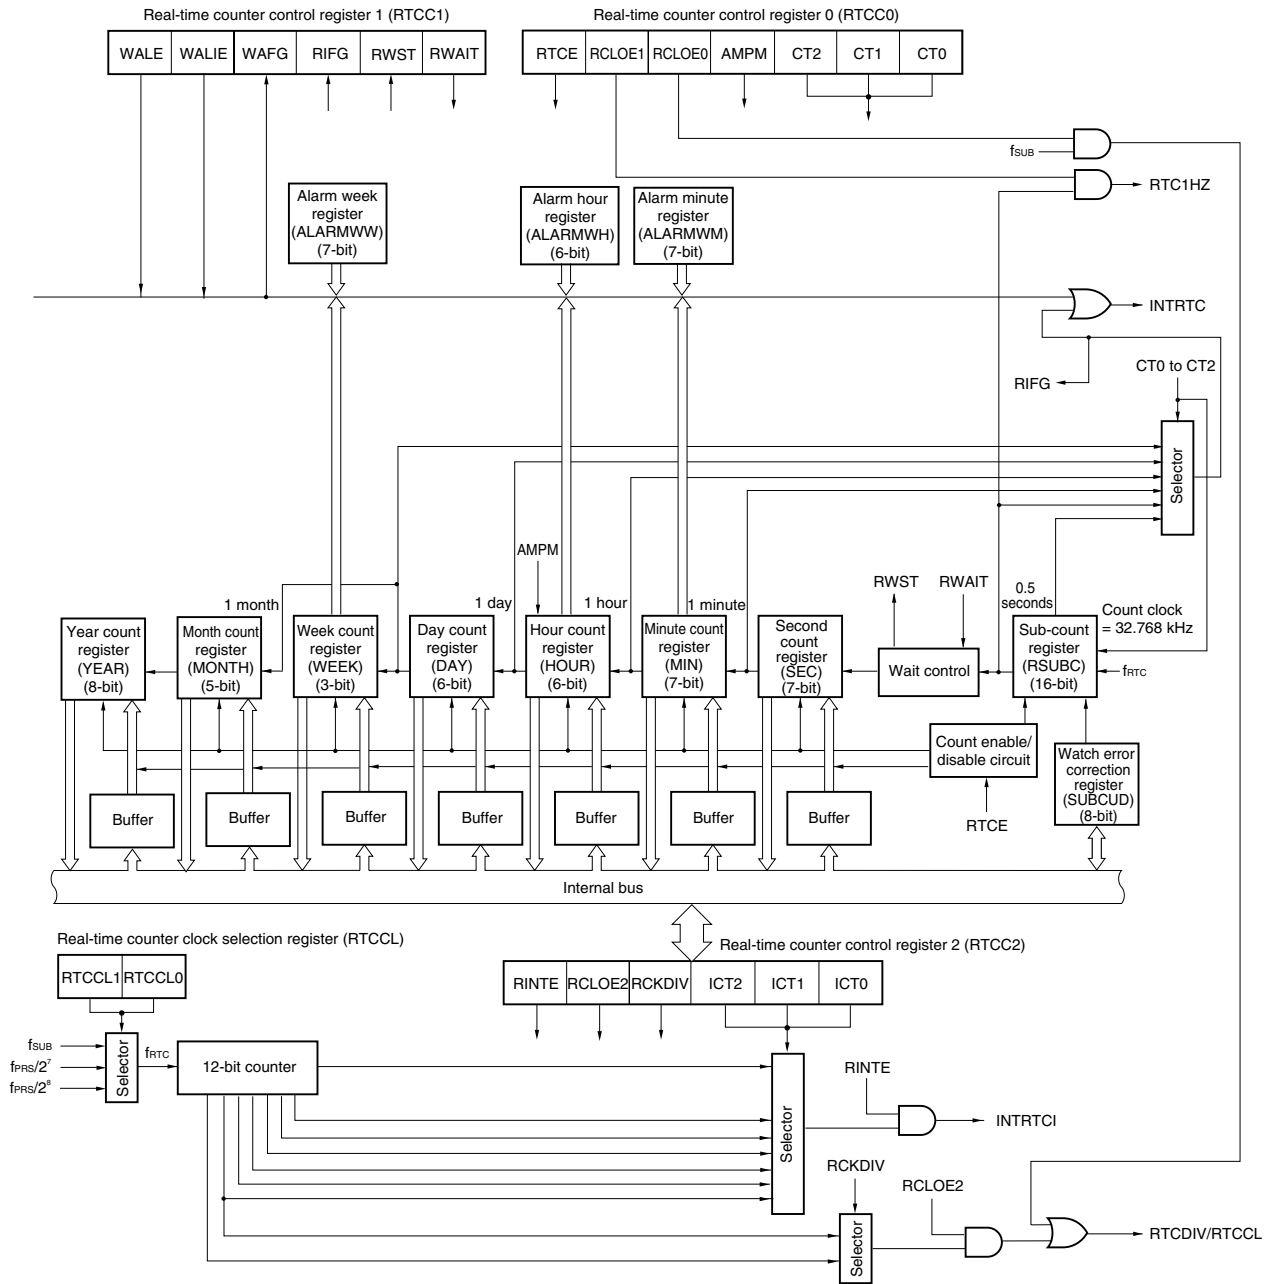 Real-time counter control register 1 (RTCC1)
Real-time counter control register 0 (RTCC0)
WALE WALIE WAFG RIFG RWST RWAIT
RTCE RCLOE1 RCLOE0 AMPM CT2 CT1 CT0
fSUB
RTC1HZ
Alarm week
register
(ALARMWW)
(7-bit)
Alarm hour
register
(ALARMWH)
(6-bit)
Alarm minute
register
(ALARMWM)
(7-bit)
INTRTC
RIFG
CT0 to CT2
Selector
AMPM
RWST
RWAIT
0.5
seconds
Count clock
= 32.768 kHz
1 month
1 day
1 hour
1 minute
Year count
register
(YEAR)
(8-bit)
Month count
register
(MONTH)
(5-bit)
Week count
register
(WEEK)
(3-bit)
Day count
register
(DAY)
(6-bit)
Hour count
register
(HOUR)
(6-bit)
Minute count
register
(MIN)
(7-bit)
Second
count
register
(SEC)
(7-bit)
Wait control
Sub-count
register
(RSUBC)
(16-bit)
fRTC
Count enable/
disable circuit
RTCE
Watch error
correction
register
(SUBCUD)
(8-bit)
Buffer
Buffer
Buffer
Buffer
Buffer
Buffer
Buffer
Internal bus
Real-time counter clock selection register (RTCCL)
RTCCL1 RTCCL0
Real-time counter control register 2 (RTCC2)
RINTE RCLOE2 RCKDIV ICT2 ICT1 ICT0
fSUB
fPRS/2⁷
fPRS/2⁸
Selector
fRTC
12-bit counter
Selector
RINTE
INTRTCI
RCKDIV
Selector
RCLOE2
RTCDIV/RTCCL